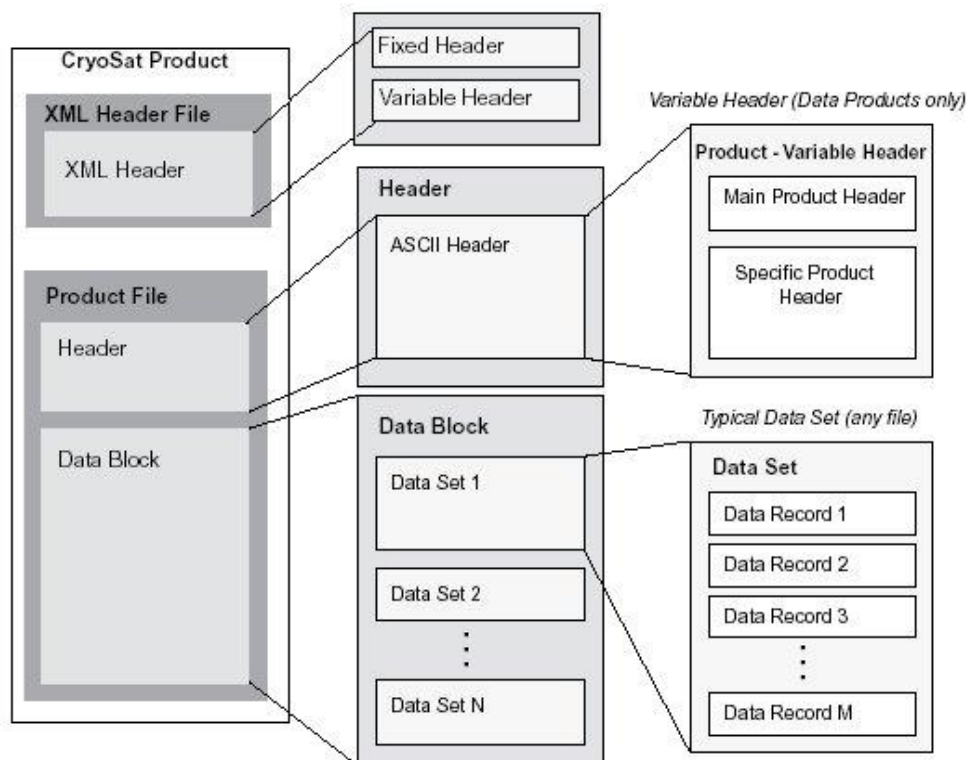 CryoSat Product
XML Header File
XML Header
Product File
Header
Data Block
Fixed Header
Variable Header
Header
ASCII Header
Data Block
Data Set 1
Data Set 2
Data Set N
Variable Header (Data Products only)
Product - Variable Header
Main Product Header
Specific Product
Header
Typical Data Set (any file)
Data Set
Data Record 1
Data Record 2
Data Record 3
Data Record M